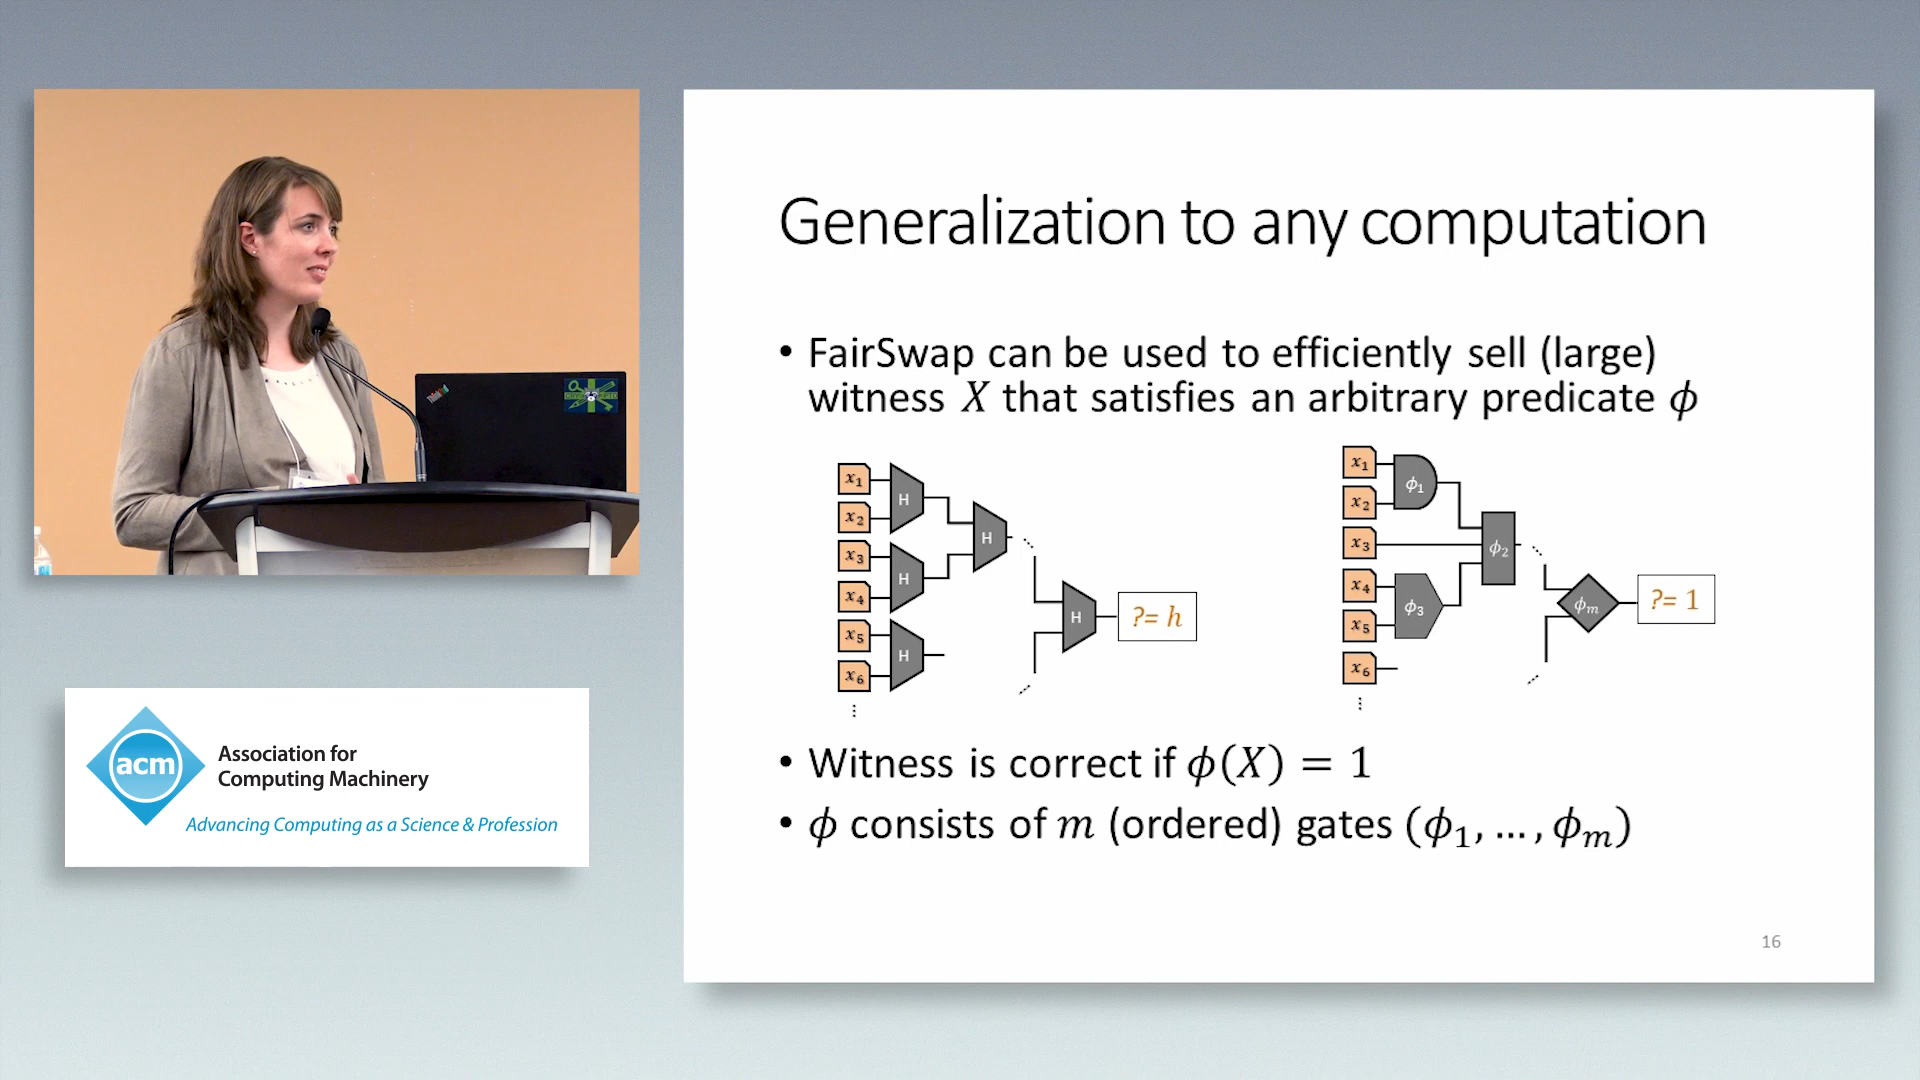 Generalization to any computation
• FairSwap can be used to efficiently sell (large)
witness X that satisfies an arbitrary predicate ϕ
x₁
x₂
x₃
x₄
x₅
x₆
⋮
H
H
H
H
H
?= h
x₁
x₂
x₃
x₄
x₅
x₆
⋮
ϕ₁
ϕ₂
ϕ₃
ϕₘ
?= 1
• Witness is correct if ϕ(X) = 1
• ϕ consists of m (ordered) gates (ϕ₁, … , ϕₘ)
16
acm
Association for
Computing Machinery
Advancing Computing as a Science & Profession